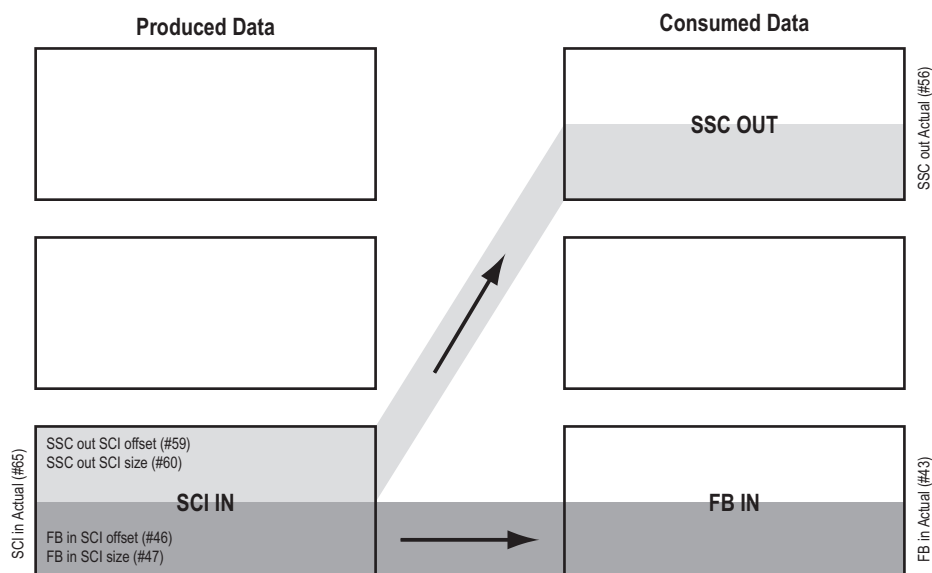 Produced Data
Consumed Data
SSC OUT
SSC out Actual (#56)
SSC out SCI offset (#59)
SSC out SCI size (#60)
SCI IN
SCI in Actual (#65)
FB in SCI offset (#46)
FB in SCI size (#47)
FB IN
FB in Actual (#43)